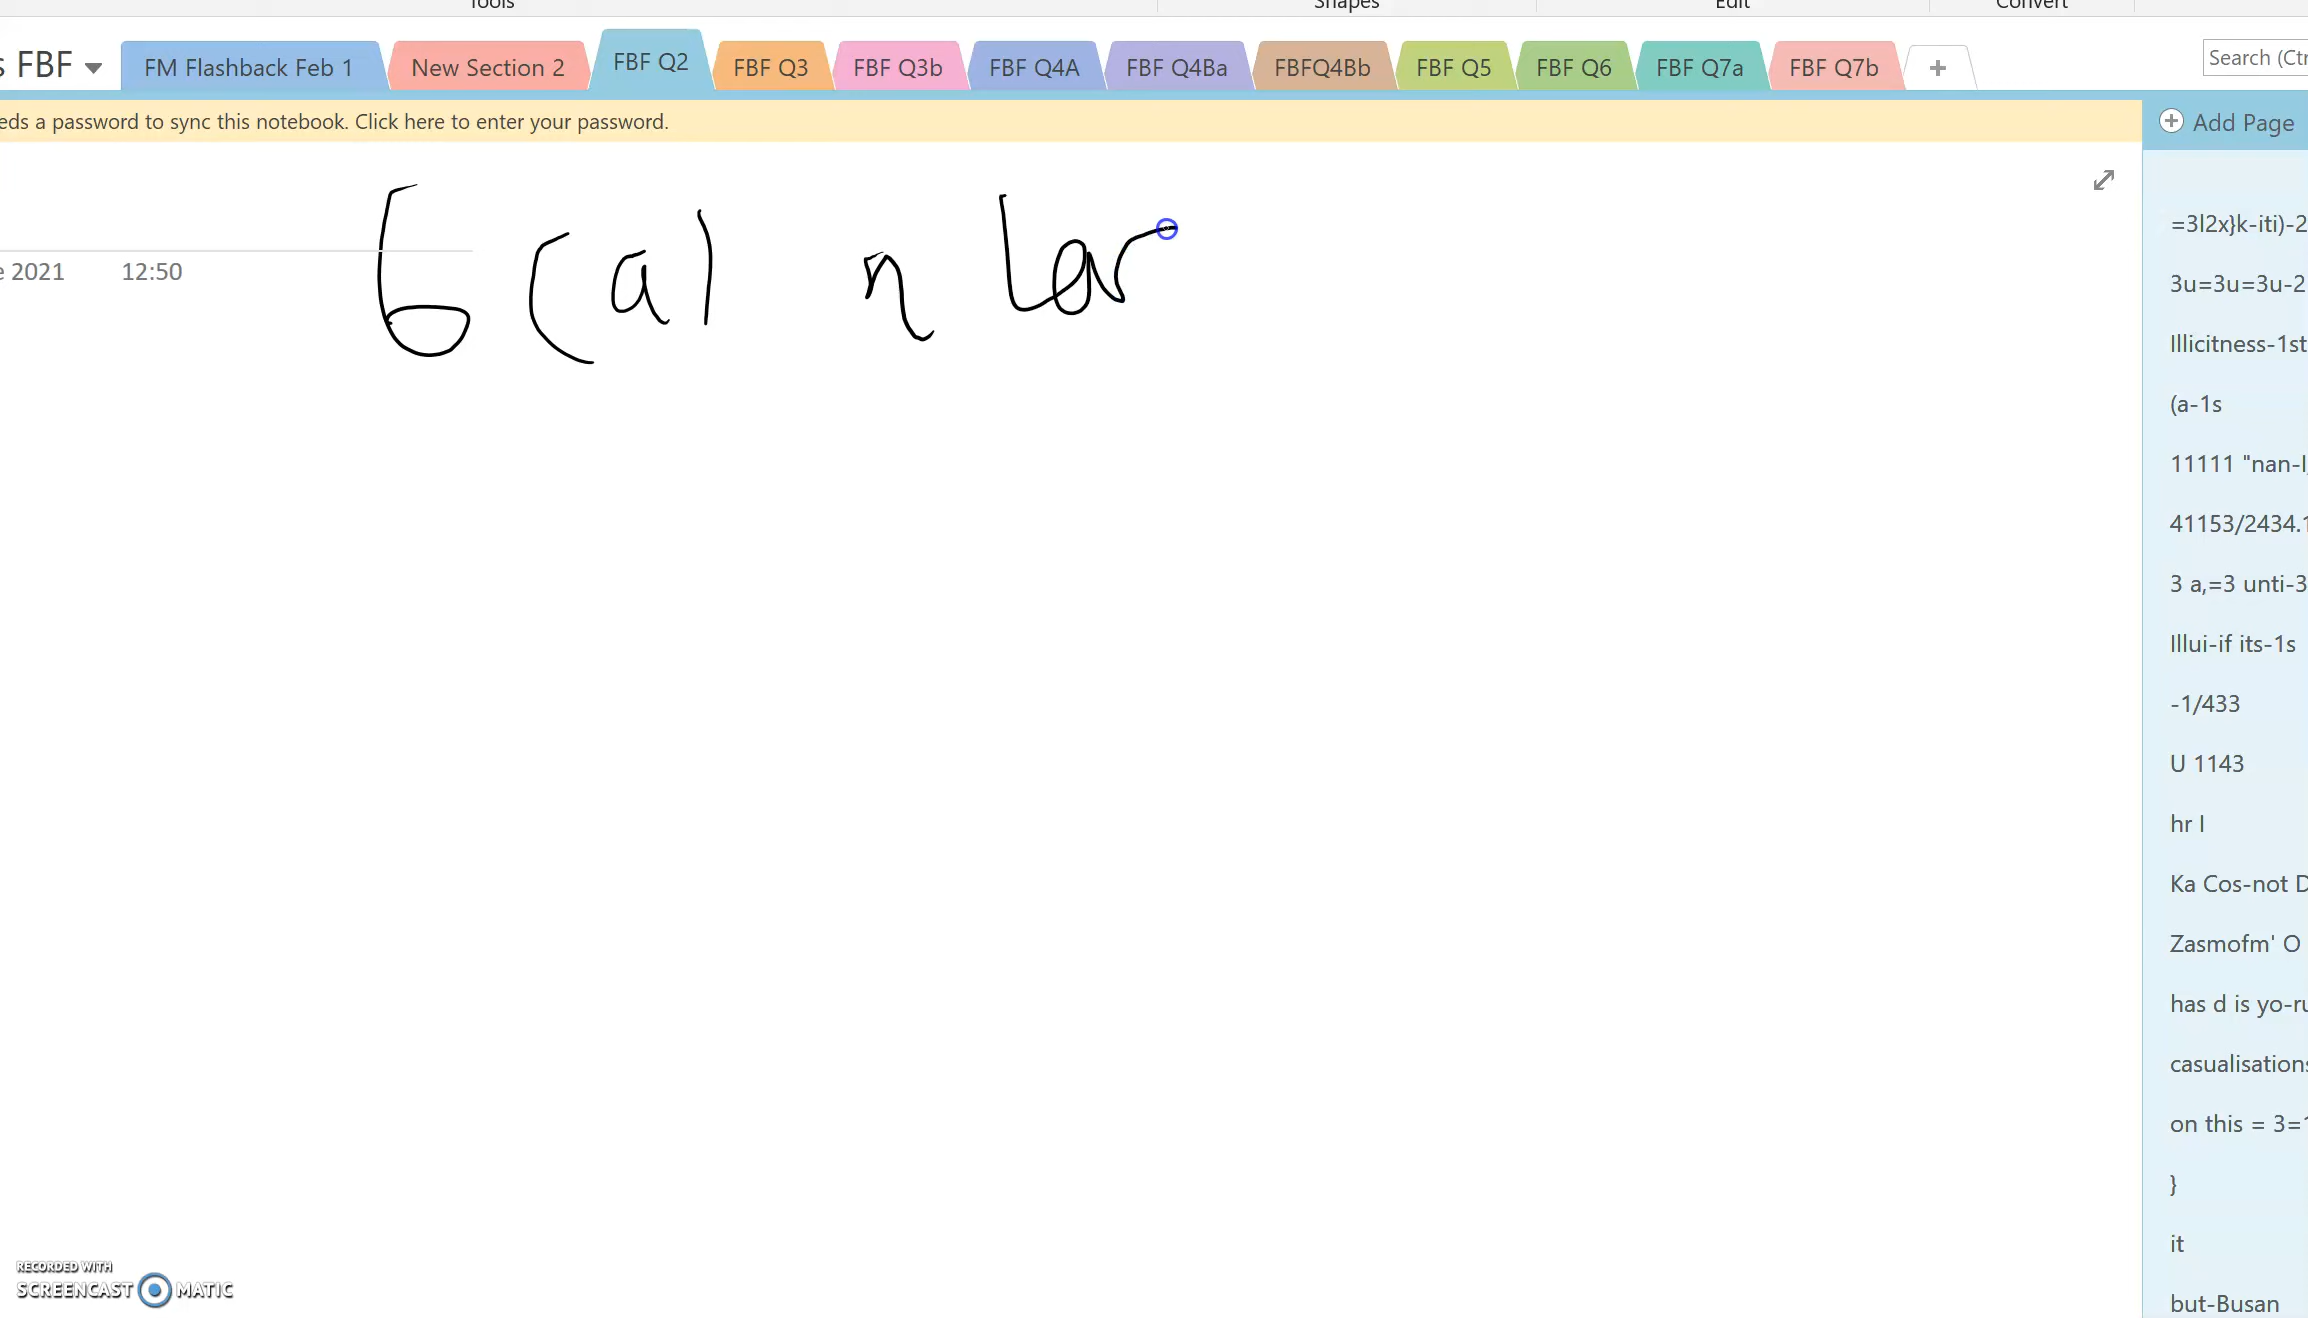 Tools Shapes Edit Convert
s FBF FM Flashback Feb 1 New Section 2 FBF Q2 FBF Q3 FBF Q3b FBF Q4A FBF Q4Ba FBFQ4Bb FBF Q5 FBF Q6 FBF Q7a FBF Q7b + Search (Ctr
eds a password to sync this notebook. Click here to enter your password.
Add Page
6 (a) n lar
e 2021 12:50
=3l2x}k-iti)-2
3u=3u=3u-2
Illicitness-1st
(a-1s
11111 "nan-I,
41153/2434.1
3 a,=3 unti-3
Illui-if its-1s
-1/433
U 1143
hr I
Ka Cos-not D
Zasmofm' O
has d is yo-ru
casualisations
on this = 3=1
}
it
but-Busan
RECORDED WITH
SCREENCAST MATIC